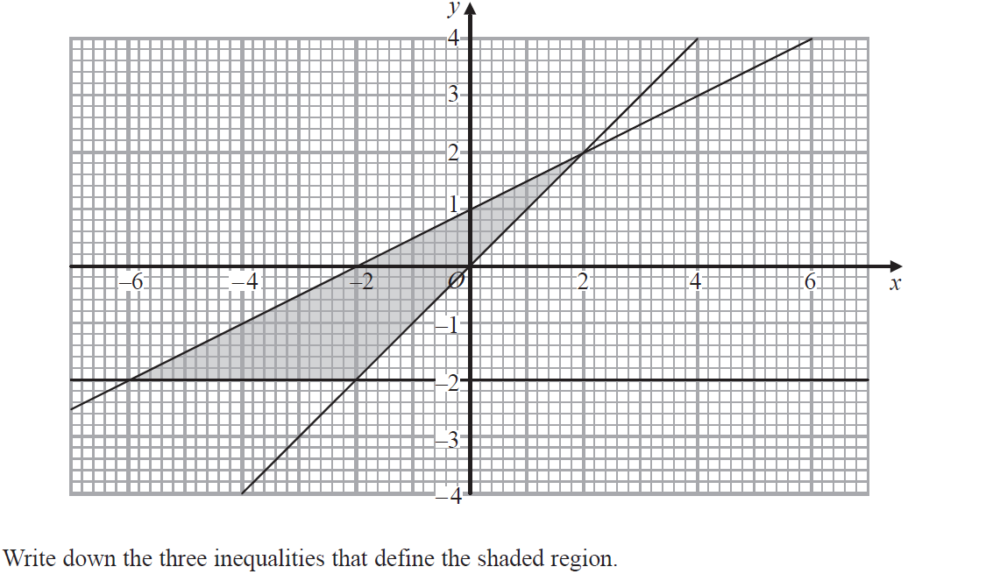 y
4
3
2
1
–6 –4 –2 O 2 4 6 x
–1
–2
–3
–4
Write down the three inequalities that define the shaded region.